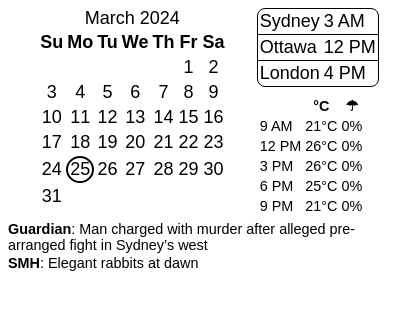 March 2024
Su Mo Tu We Th Fr Sa
1 2
3 4 5 6 7 8 9
10 11 12 13 14 15 16
17 18 19 20 21 22 23
24 25 26 27 28 29 30
31
Sydney 3 AM
Ottawa 12 PM
London 4 PM
°C ☂
9 AM 21°C 0%
12 PM 26°C 0%
3 PM 26°C 0%
6 PM 25°C 0%
9 PM 21°C 0%
Guardian: Man charged with murder after alleged pre-
arranged fight in Sydney’s west
SMH: Elegant rabbits at dawn